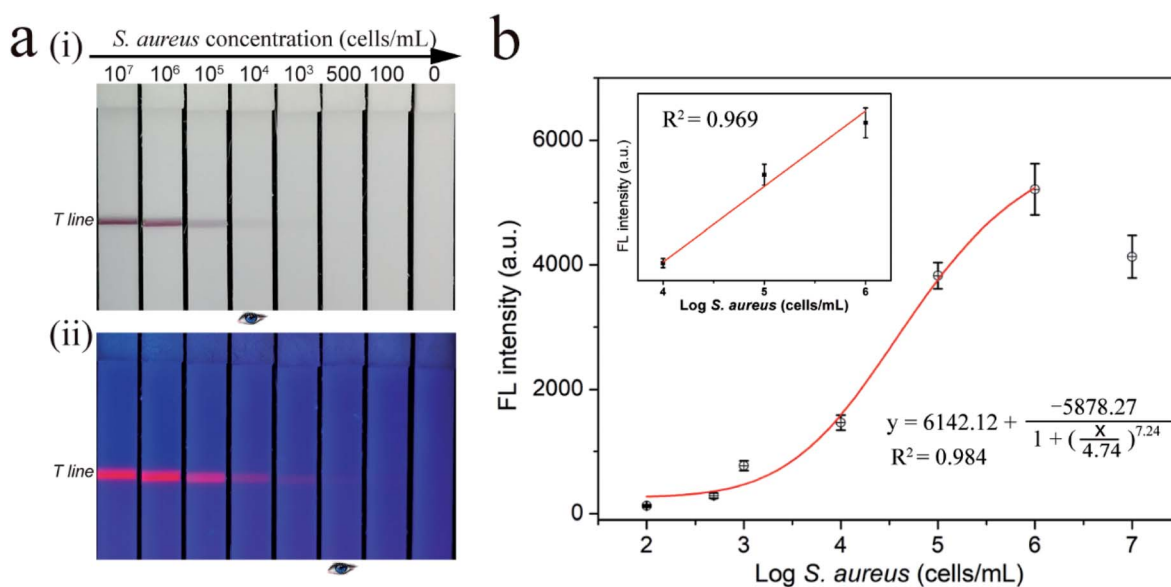 a (i) S. aureus concentration (cells/mL)
10⁷ 10⁶ 10⁵ 10⁴ 10³ 500 100 0
T line
(ii)
T line
b
FL intensity (a.u.)
6000
4000
2000
0
2 3 4 5 6 7
Log S. aureus (cells/mL)
R² = 0.969
FL intensity (a.u.)
4 5 6
Log S. aureus (cells/mL)
y = 6142.12 + −5878.27 / 1 + (x / 4.74)^7.24
R² = 0.984